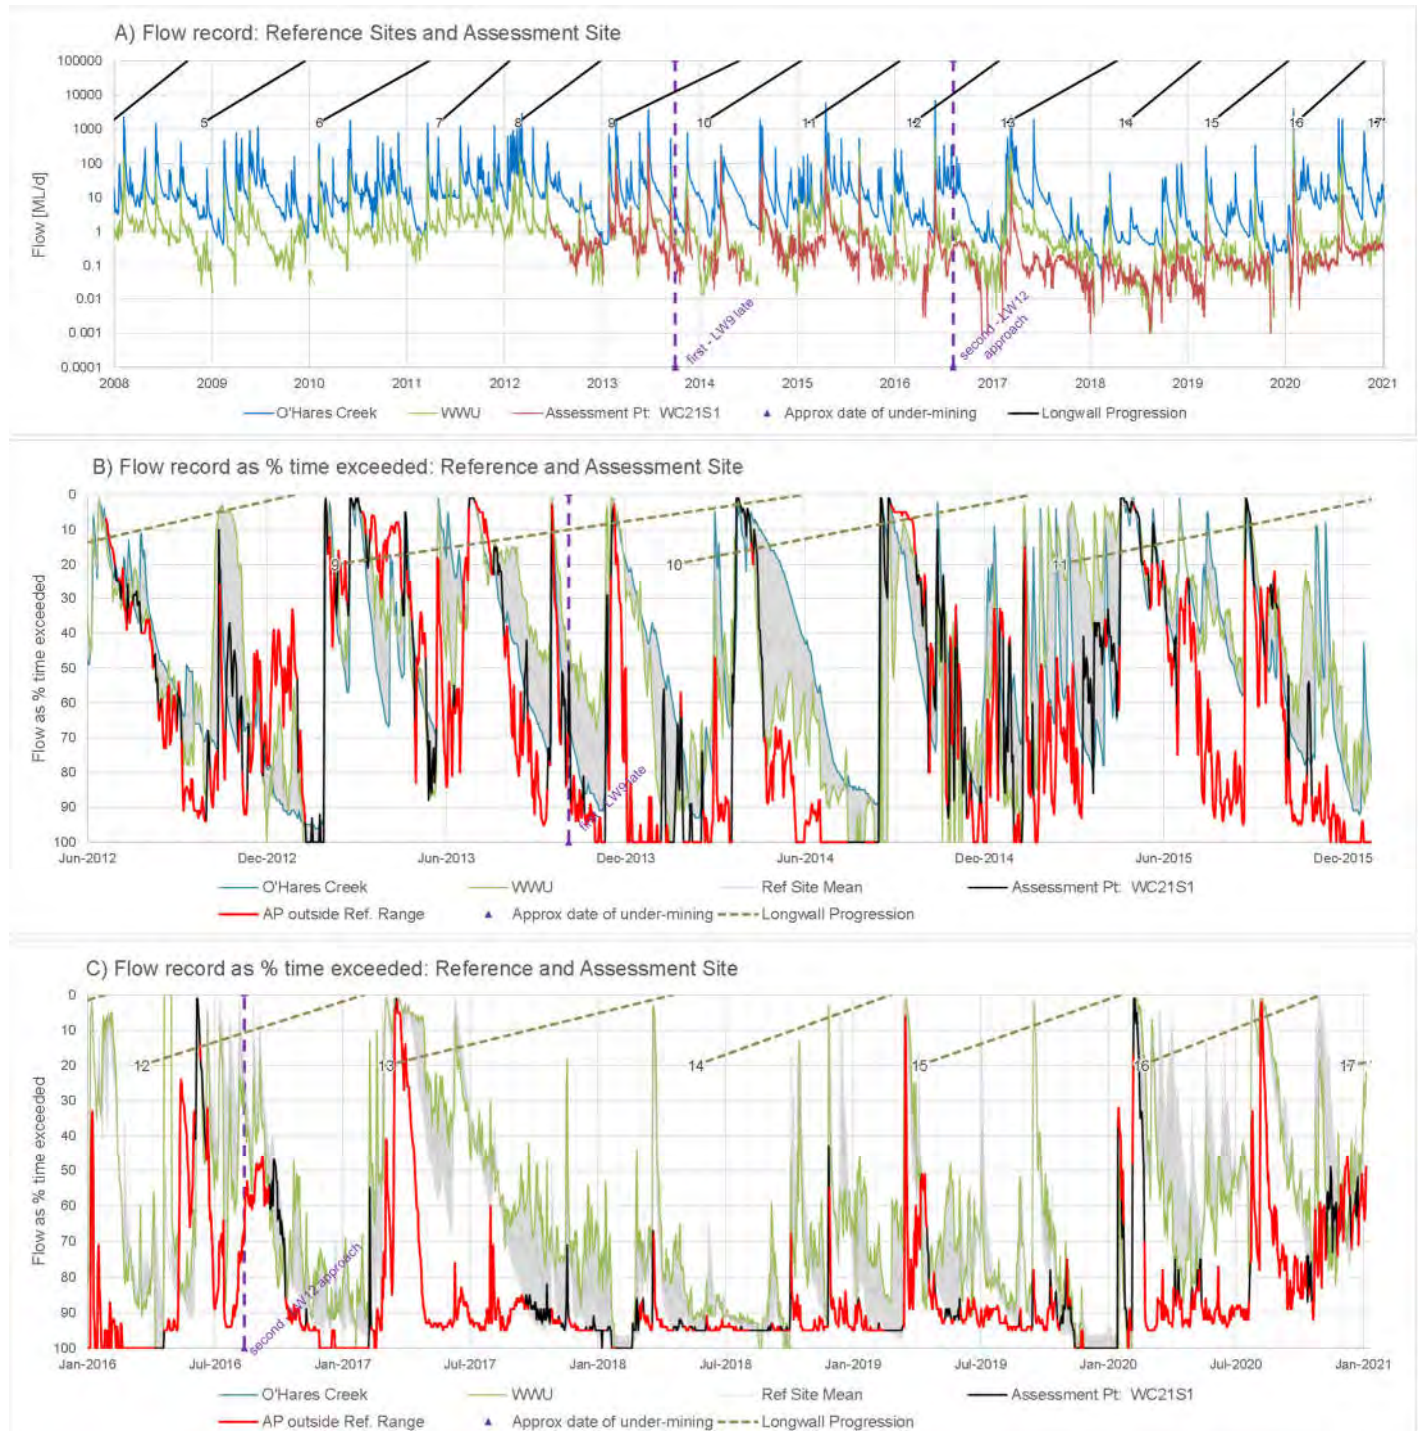 A) Flow record: Reference Sites and Assessment Site
100000
10000
1000
100
10
1
0.1
0.01
0.001
0.0001
Flow [ML/d]
5
6
7
8
9
10
11
12
13
14
15
16
17
first - LW9 late
second - LW12
approach
2008 2009 2010 2011 2012 2013 2014 2015 2016 2017 2018 2019 2020 2021
O'Hares Creek WWU Assessment Pt: WC21S1 Approx date of under-mining Longwall Progression
B) Flow record as % time exceeded: Reference and Assessment Site
0
10
20
30
40
50
60
70
80
90
100
Flow as % time exceeded
9
10
11
first - LW9 late
Jun-2012 Dec-2012 Jun-2013 Dec-2013 Jun-2014 Dec-2014 Jun-2015 Dec-2015
O'Hares Creek WWU Ref Site Mean Assessment Pt: WC21S1
AP outside Ref. Range Approx date of under-mining Longwall Progression
C) Flow record as % time exceeded: Reference and Assessment Site
0
10
20
30
40
50
60
70
80
90
100
Flow as % time exceeded
12
13
14
15
16
17
second - LW12 approach
Jan-2016 Jul-2016 Jan-2017 Jul-2017 Jan-2018 Jul-2018 Jan-2019 Jul-2019 Jan-2020 Jul-2020 Jan-2021
O'Hares Creek WWU Ref Site Mean Assessment Pt: WC21S1
AP outside Ref. Range Approx date of under-mining Longwall Progression